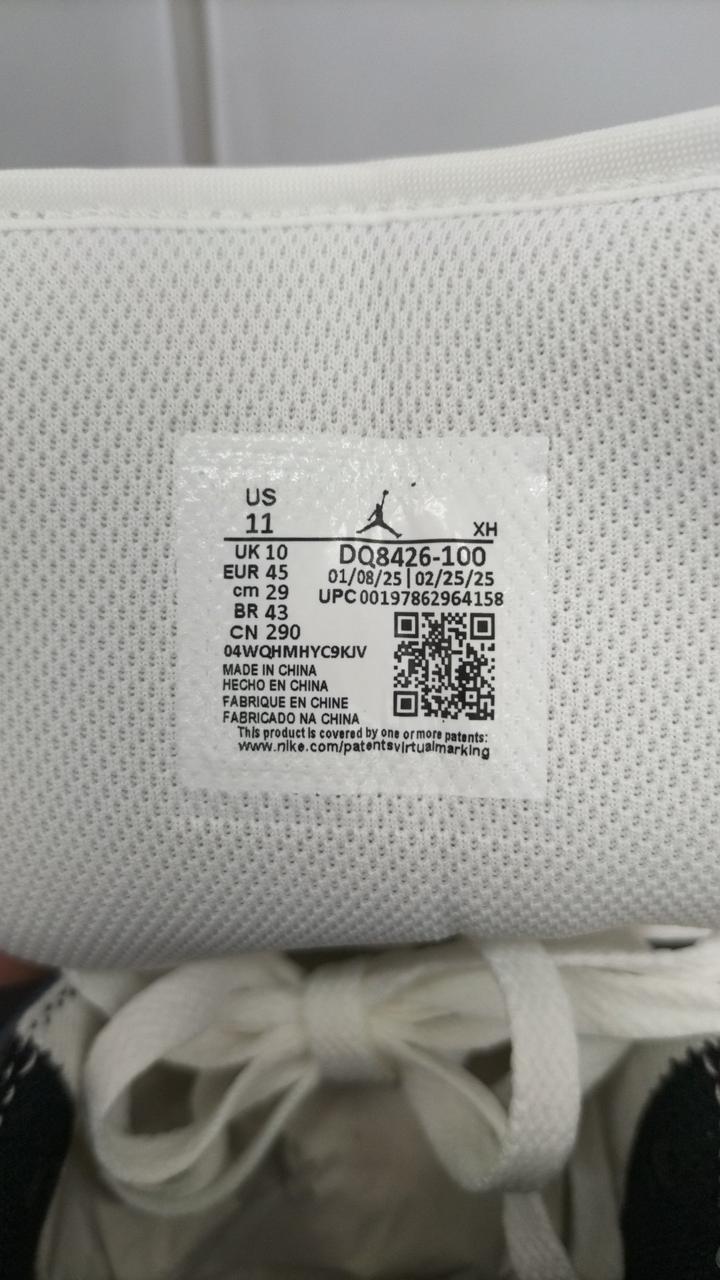 US
11
XH
UK 10
EUR 45
cm 29
BR 43
CN 290
DQ8426-100
01/08/25 | 02/25/25
UPC 00197862964158
04WQHMHYC9KJV
MADE IN CHINA
HECHO EN CHINA
FABRIQUE EN CHINE
FABRICADO NA CHINA
This product is covered by one or more patents:
www.nike.com/patentsvirtualmarking